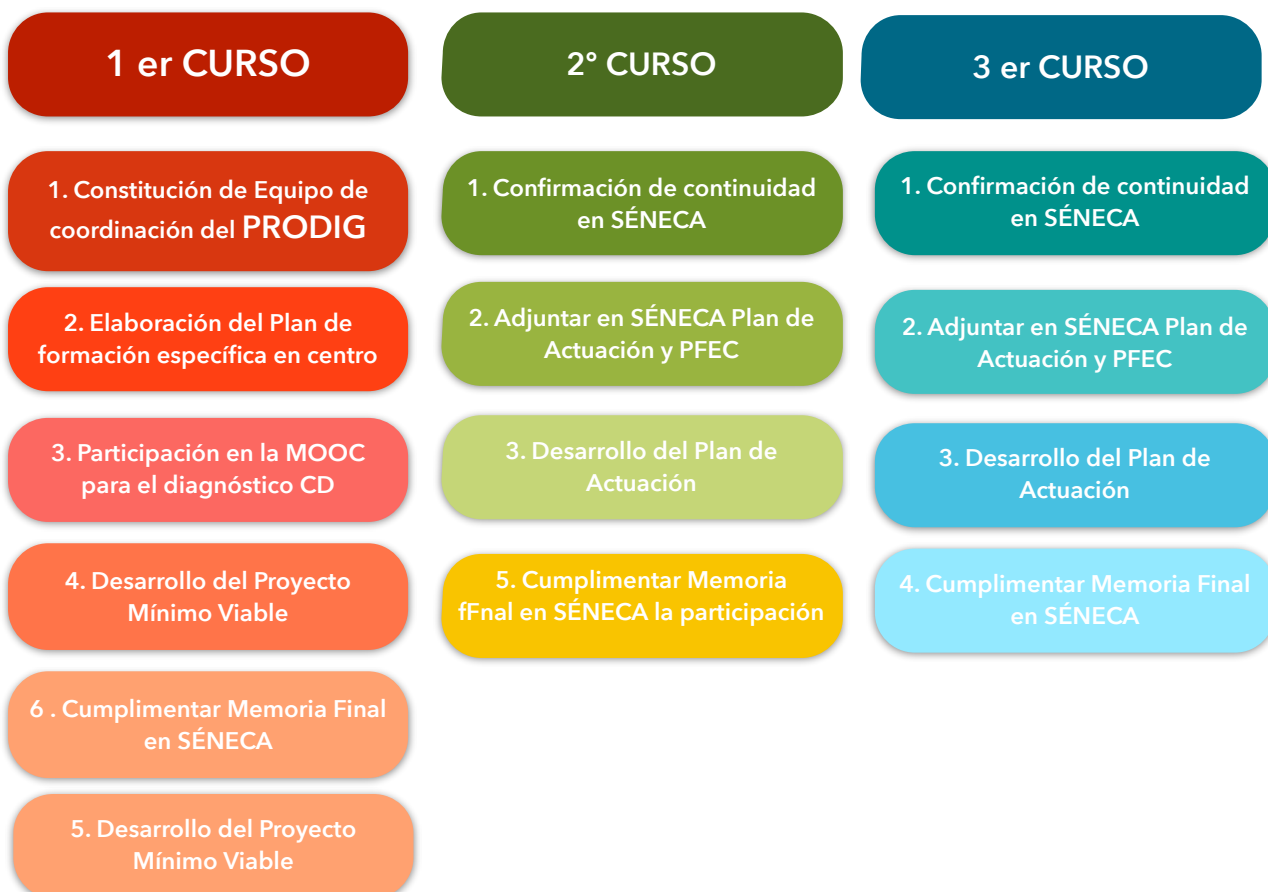 1 er CURSO
1. Constitución de Equipo de
coordinación del PRODIG
2. Elaboración del Plan de
formación específica en centro
3. Participación en la MOOC
para el diagnóstico CD
4. Desarrollo del Proyecto
Mínimo Viable
6 . Cumplimentar Memoria Final
en SÉNECA
5. Desarrollo del Proyecto
Mínimo Viable
2º CURSO
1. Confirmación de continuidad
en SÉNECA
2. Adjuntar en SÉNECA Plan de
Actuación y PFEC
3. Desarrollo del Plan de
Actuación
5. Cumplimentar Memoria
fFnal en SÉNECA la participación
3 er CURSO
1. Confirmación de continuidad
en SÉNECA
2. Adjuntar en SÉNECA Plan de
Actuación y PFEC
3. Desarrollo del Plan de
Actuación
4. Cumplimentar Memoria Final
en SÉNECA